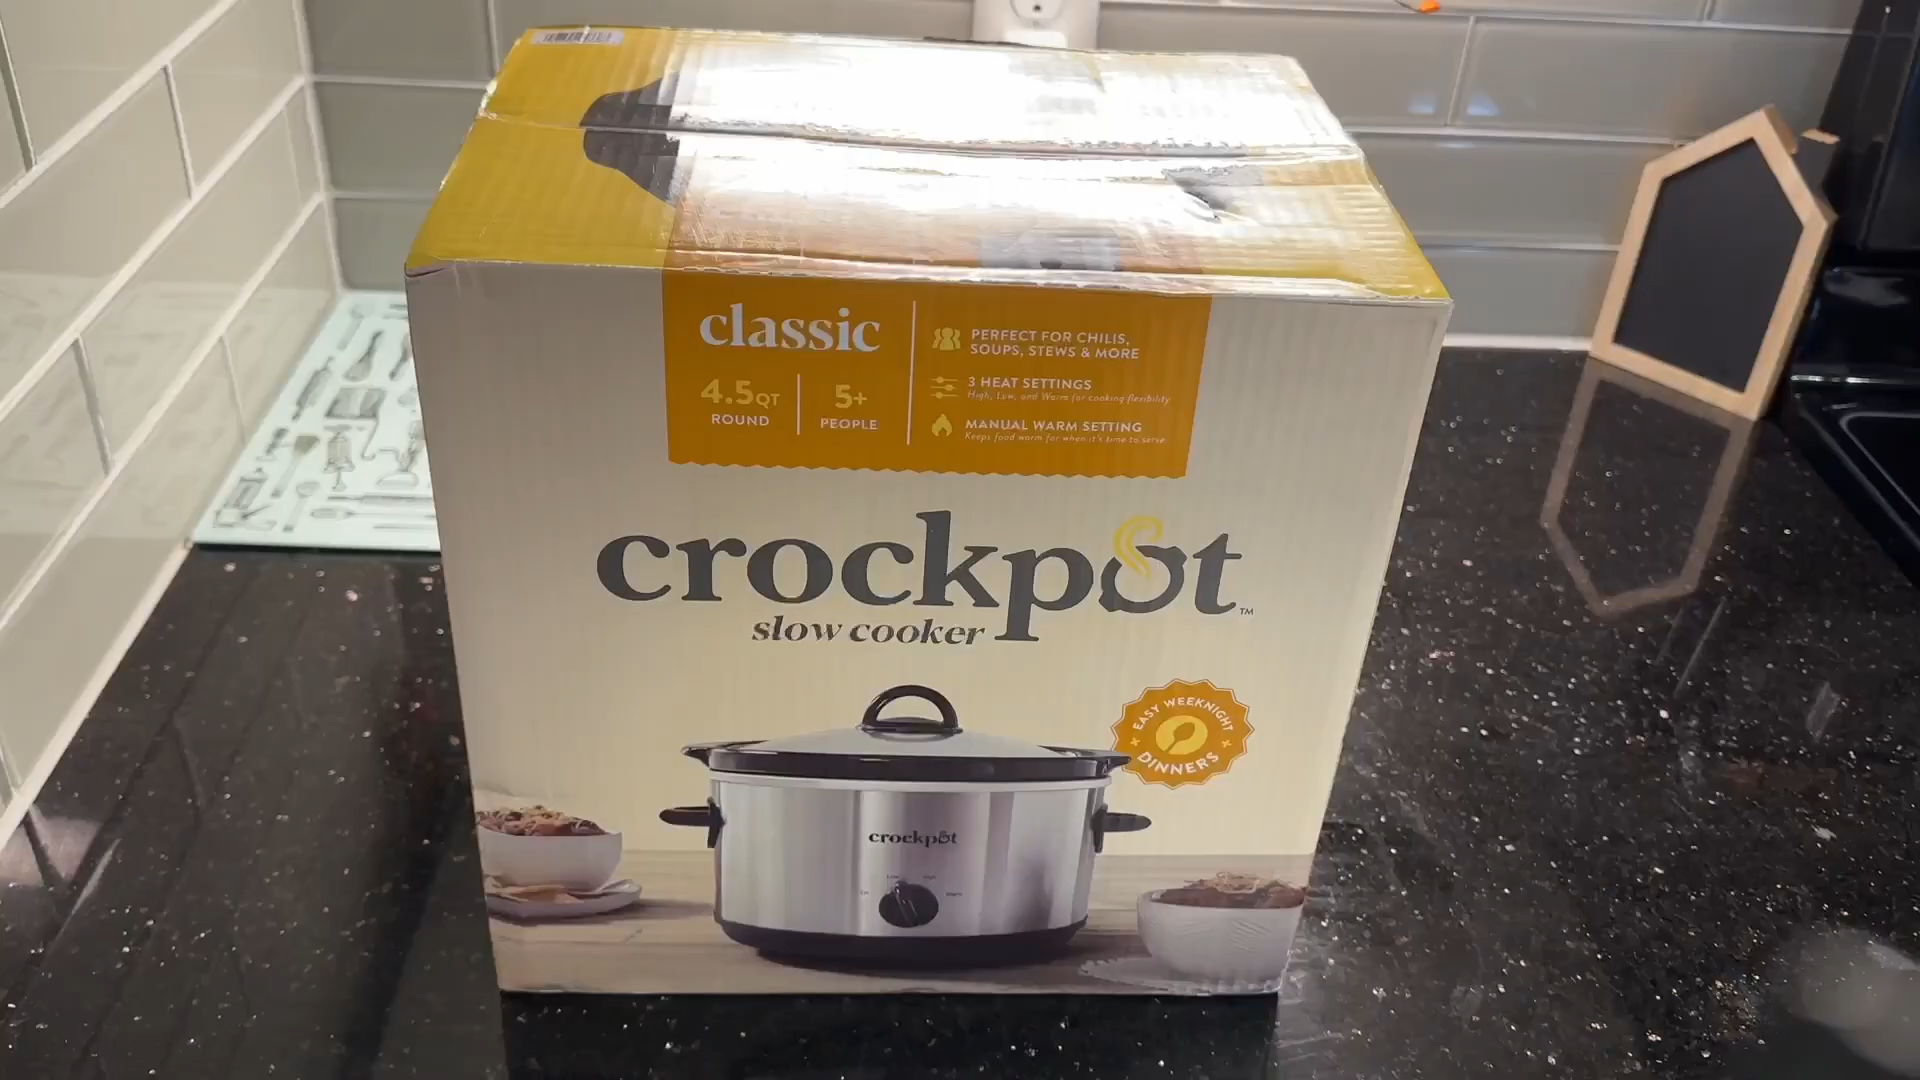 classic
4.5QT
ROUND
5+
PEOPLE
PERFECT FOR CHILIS,
SOUPS, STEWS & MORE
3 HEAT SETTINGS
High, Low, and Warm for cooking flexibility
MANUAL WARM SETTING
Keeps food warm for when it's time to serve
crockpot™
slow cooker
EASY WEEKNIGHT
DINNERS
crockpot